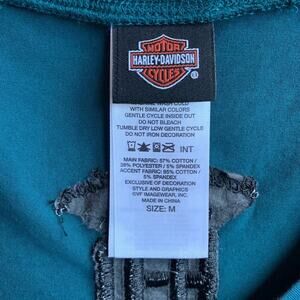 MOTOR
HARLEY-DAVIDSON
CYCLES
WASH COLD
WITH SIMILAR COLORS
GENTLE CYCLE INSIDE OUT
DO NOT BLEACH
TUMBLE DRY LOW GENTLE CYCLE
DO NOT IRON DECORATION
INT
MAIN FABRIC: 57% COTTON /
38% POLYESTER / 5% SPANDEX
ACCENT FABRIC: 95% COTTON /
5% SPANDEX
EXCLUSIVE OF DECORATION
STYLE AND GRAPHICS
©VF IMAGEWEAR, INC.
MADE IN CHINA
SIZE: M